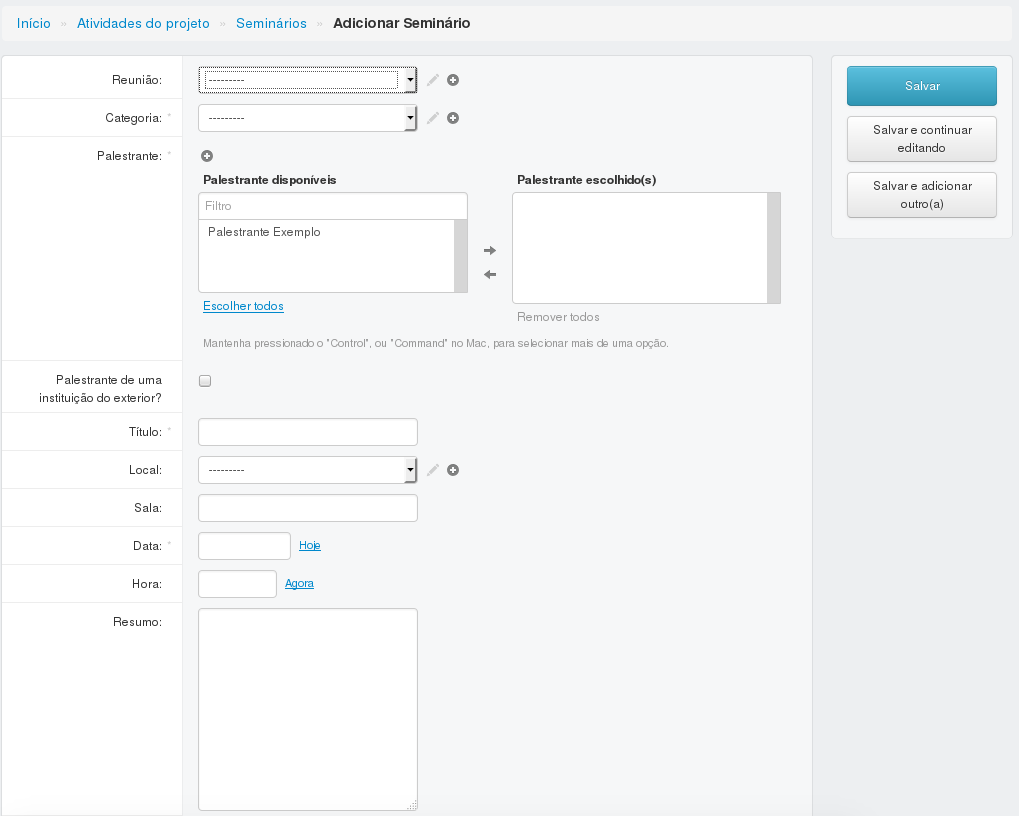 Início » Atividades do projeto » Seminários » Adicionar Seminário
Reunião: ---------
Categoria: * ---------
Palestrante: *
Palestrante disponíveis
Filtro
Palestrante Exemplo
Escolher todos
Palestrante escolhido(s)
Remover todos
Mantenha pressionado o "Control", ou "Command" no Mac, para selecionar mais de uma opção.
Palestrante de uma
instituição do exterior?
Título: *
Local: ---------
Sala:
Data: * Hoje
Hora: Agora
Resumo:
Salvar
Salvar e continuar
editando
Salvar e adicionar
outro(a)